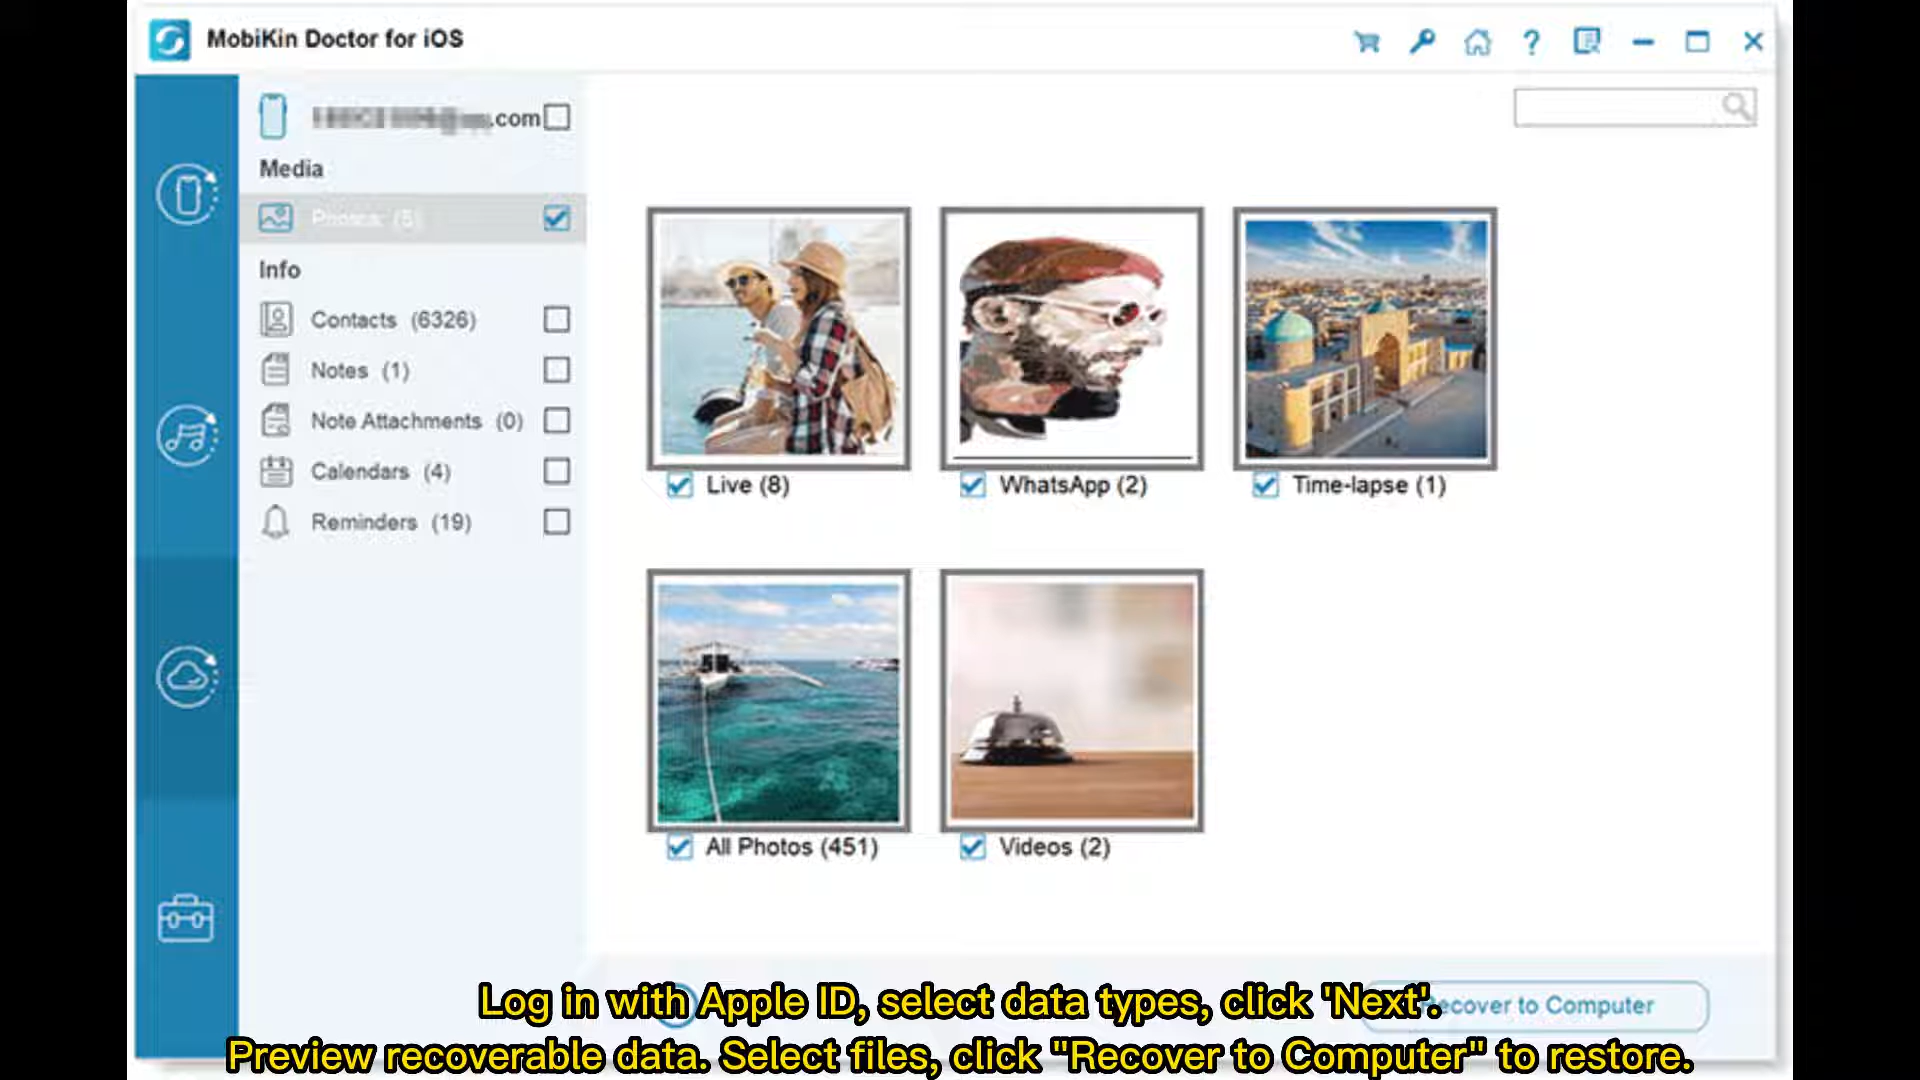 MobiKin Doctor for iOS
.com
Media
Photos (5)
Info
Contacts (6326)
Notes (1)
Note Attachments (0)
Calendars (4)
Reminders (19)
Live (8)
WhatsApp (2)
Time-lapse (1)
All Photos (451)
Videos (2)
ecover to Computer
Log in with Apple ID, select data types, click 'Next'.
Preview recoverable data. Select files, click "Recover to Computer" to restore.